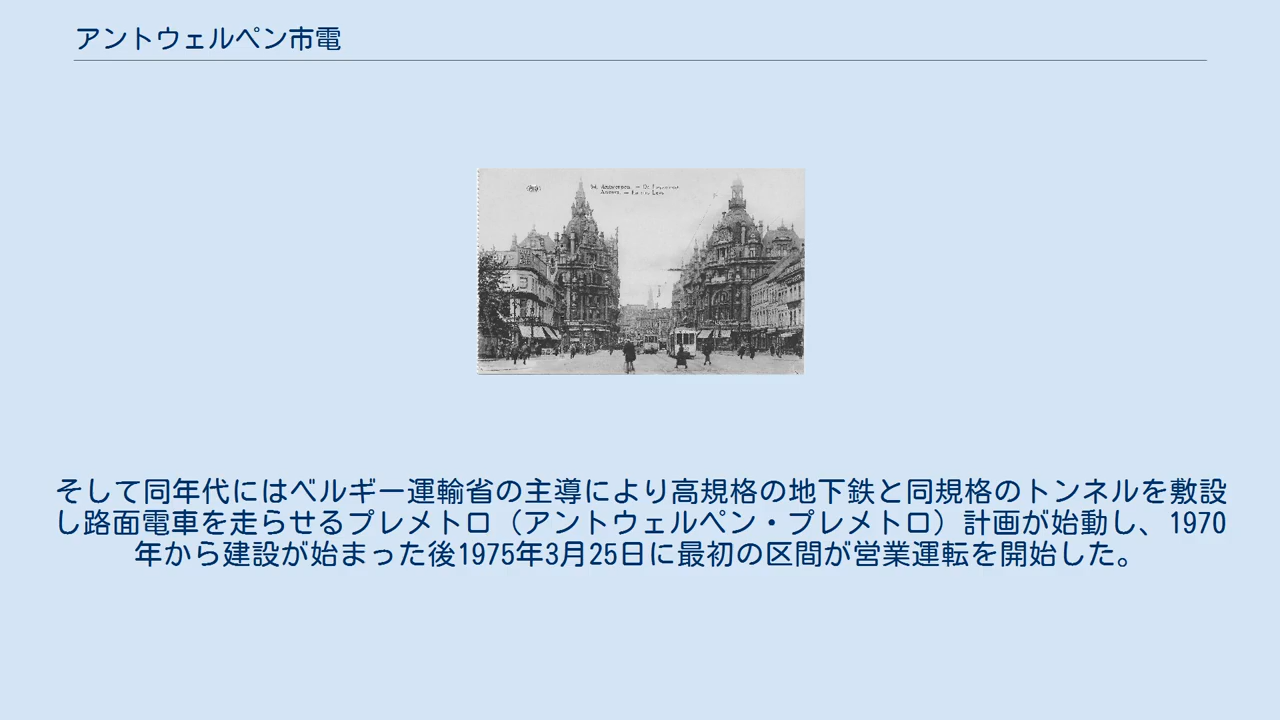 アントウェルペン市電
そして同年代にはベルギー運輸省の主導により高規格の地下鉄と同規格のトンネルを敷設
し路面電車を走らせるプレメトロ（アントウェルペン・プレメトロ）計画が始動し、1970
年から建設が始まった後1975年3月25日に最初の区間が営業運転を開始した。